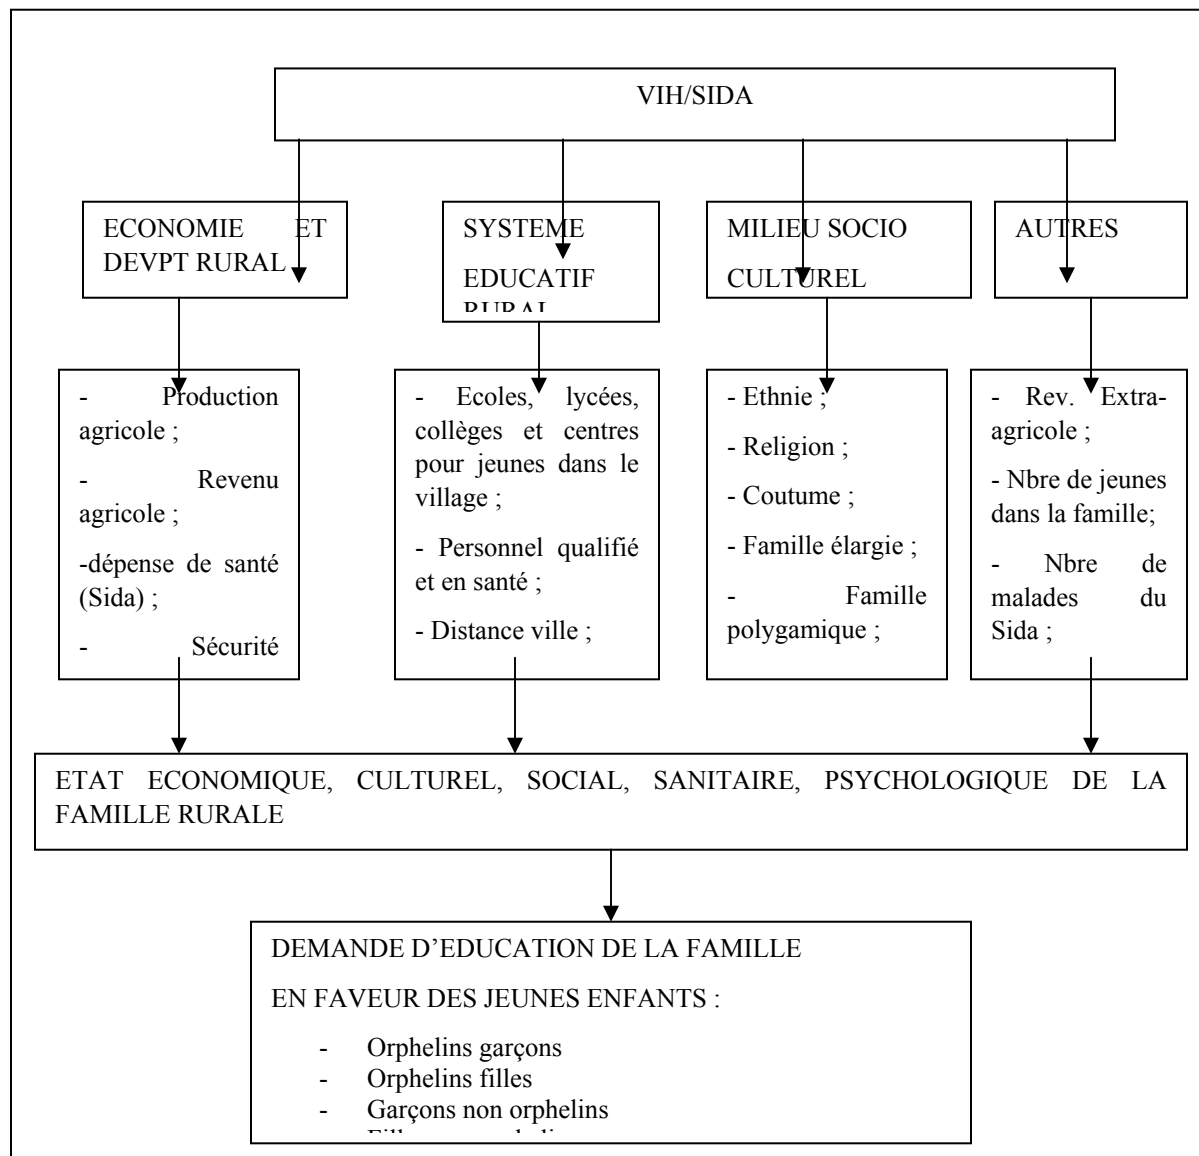 VIH/SIDA
ECONOMIE ET
DEVPT RURAL
SYSTEME
EDUCATIF
RURAL
MILIEU SOCIO
CULTUREL
AUTRES
- Production
agricole ;
- Revenu
agricole ;
-dépense de santé
(Sida) ;
- Sécurité
- Ecoles, lycées,
collèges et centres
pour jeunes dans le
village ;
- Personnel qualifié
et en santé ;
- Distance ville ;
- Ethnie ;
- Religion ;
- Coutume ;
- Famille élargie ;
- Famille
polygamique ;
- Rev. Extra-
agricole ;
- Nbre de jeunes
dans la famille;
- Nbre de
malades du
Sida ;
ETAT ECONOMIQUE, CULTUREL, SOCIAL, SANITAIRE, PSYCHOLOGIQUE DE LA
FAMILLE RURALE
DEMANDE D’EDUCATION DE LA FAMILLE
EN FAVEUR DES JEUNES ENFANTS :
- Orphelins garçons
- Orphelins filles
- Garçons non orphelins